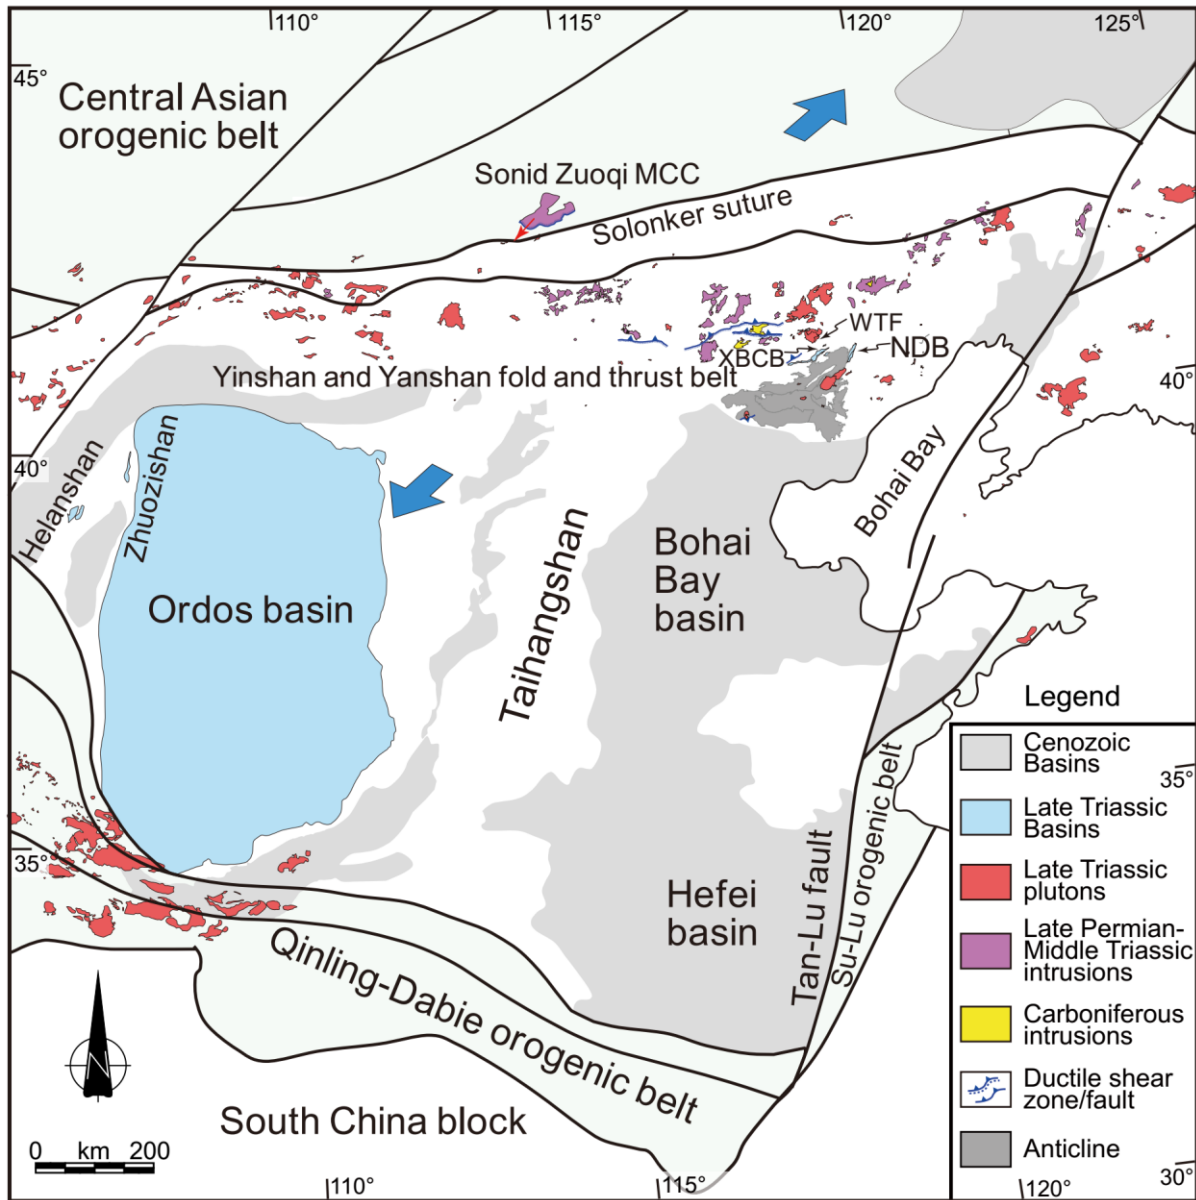 110°
115°
120°
125°
45°
Central Asian
orogenic belt
Sonid Zuoqi MCC
Solonker suture
WTF
XBCB
NDB
Yinshan and Yanshan fold and thrust belt
40°
40°
Helanshan
Zhuozishan
Bohai Bay
Taihangshan
Bohai
Bay
basin
Ordos basin
Legend
Cenozoic
Basins
35°
Late Triassic
Basins
35°
Late Triassic
plutons
Hefei
basin
Tan-Lu fault
Su-Lu orogenic belt
Late Permian-
Middle Triassic
intrusions
Qinling-Dabie orogenic belt
Carboniferous
intrusions
N
Ductile shear
zone/fault
South China block
Anticline
0 km 200
30°
110°
115°
120°